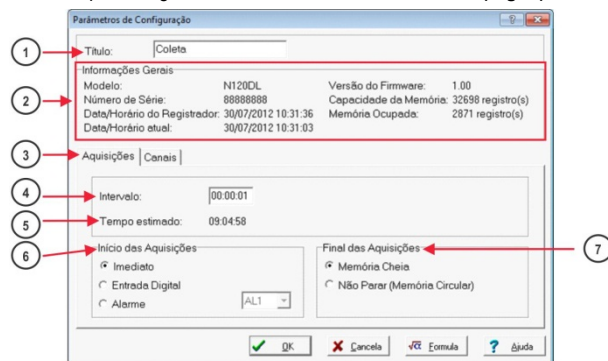 Parâmetros de Configuração
1
Título: Coleta
2
Informações Gerais
Modelo: N120DL Versão do Firmware: 1.00
Número de Série: 88888888 Capacidade da Memória: 32698 registro(s)
Data/Horário do Registrador: 30/07/2012 10:31:36 Memória Ocupada: 2871 registro(s)
Data/Horário atual: 30/07/2012 10:31:03
3
Aquisições Canais
4
Intervalo: 00:00:01
5
Tempo estimado: 09:04:58
6
Início das Aquisições
Imediato
Entrada Digital
Alarme AL1
Final das Aquisições
7
Memória Cheia
Não Parar (Memória Circular)
OK Cancela √α Formula ? Ajuda